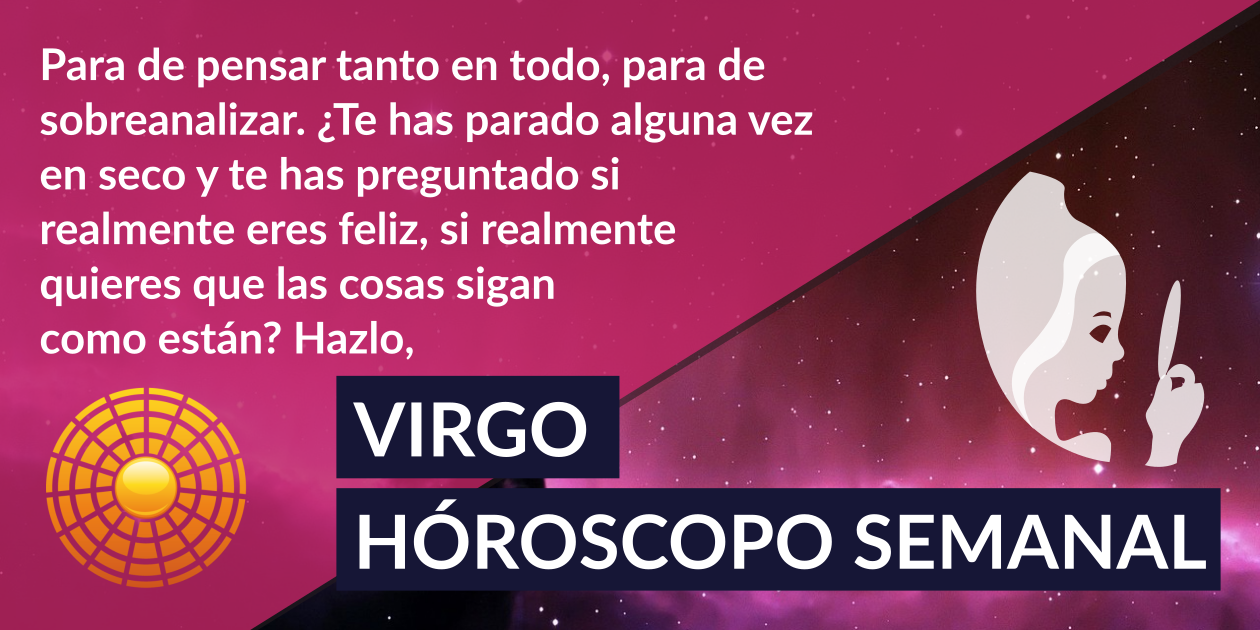 Para de pensar tanto en todo, para de
sobreanalizar. ¿Te has parado alguna vez
en seco y te has preguntado si
realmente eres feliz, si realmente
quieres que las cosas sigan
como están? Hazlo,
VIRGO
HÓROSCOPO SEMANAL